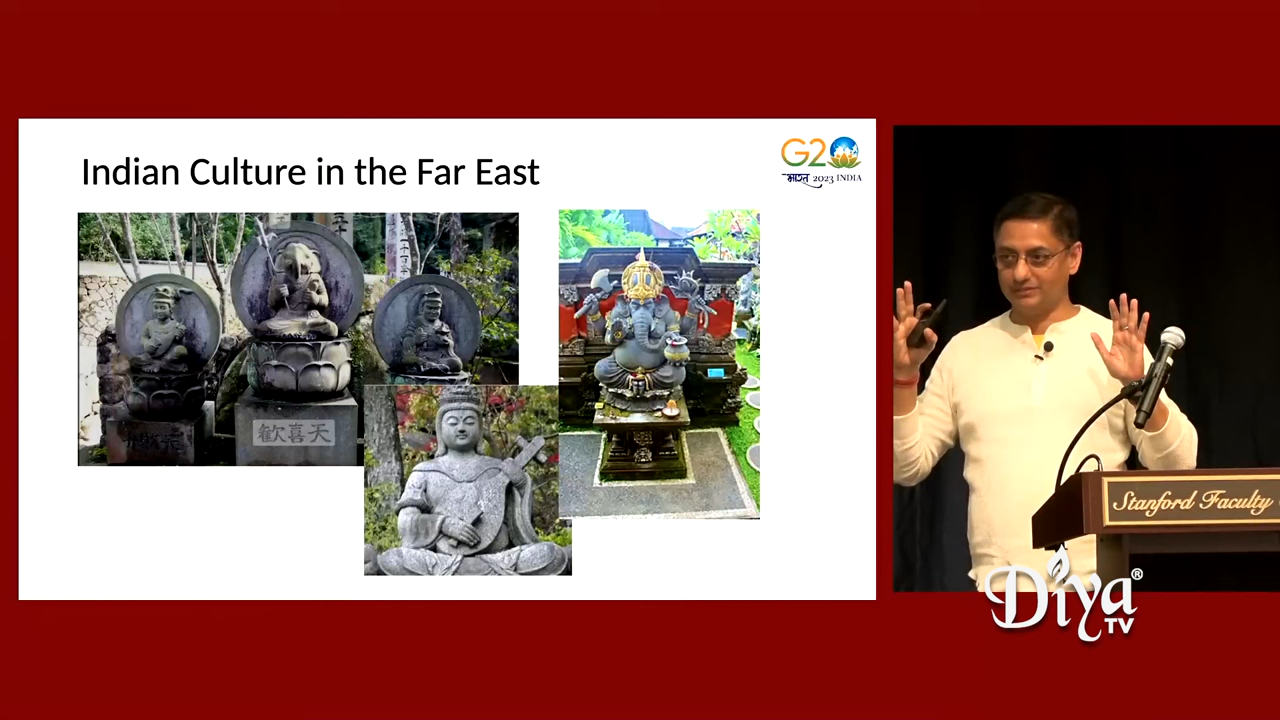 Indian Culture in the Far East
G20
भारत 2023 INDIA
歓喜天
Stanford Faculty
Diya®
TV